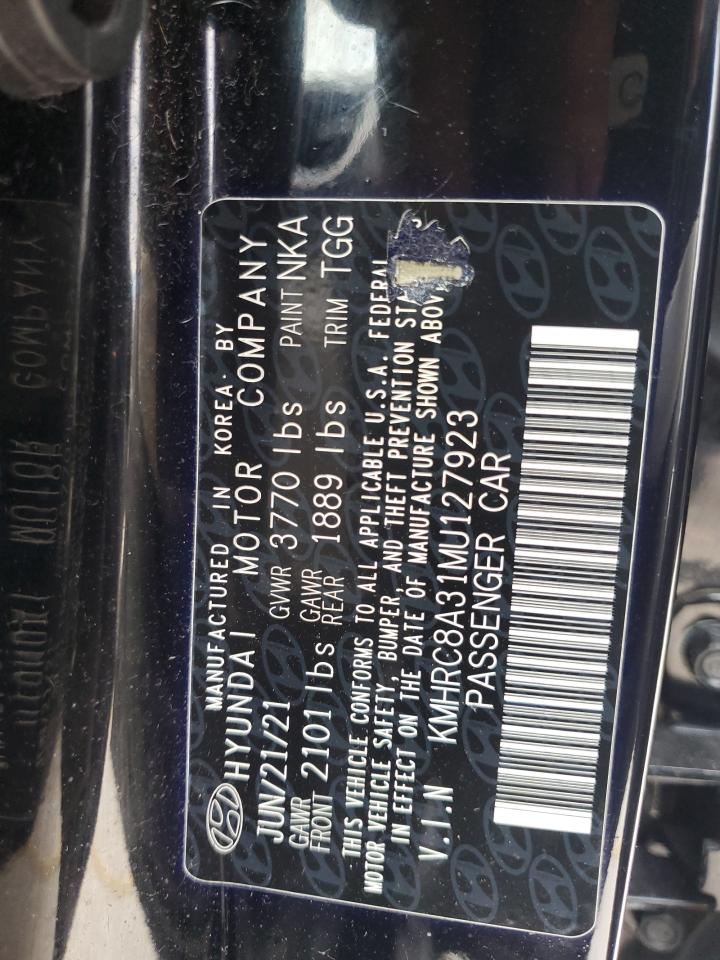 MANUFACTURED IN KOREA. BY
HYUNDAI MOTOR COMPANY
JUN/21/21 GVWR 3770 lbs PAINT NKA
GAWR FRONT 2101 lbs GAWR REAR 1889 lbs TRIM TGG
THIS VEHICLE CONFORMS TO ALL APPLICABLE U.S.A. FEDERAL
MOTOR VEHICLE SAFETY, BUMPER, AND THEFT PREVENTION
IN EFFECT ON THE DATE OF MANUFACTURE SHOWN
V.I.N KMHRC8A31MU127923
PASSENGER CAR